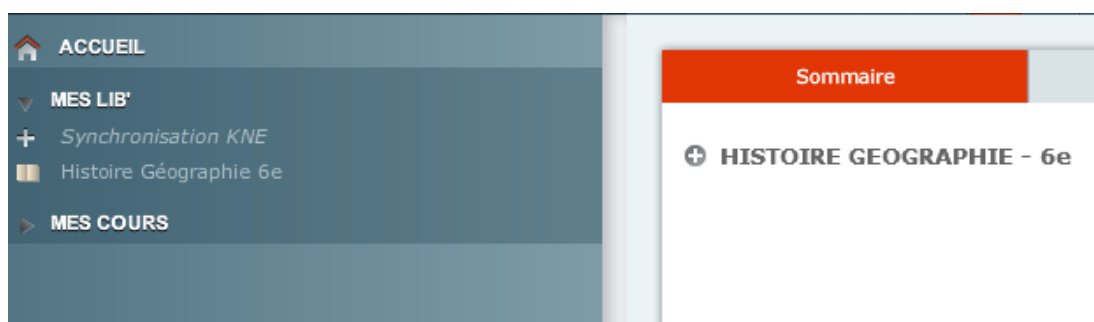 ACCUEIL
MES LIB'
Synchronisation KNE
Histoire Géographie 6e
MES COURS
Sommaire
HISTOIRE GEOGRAPHIE - 6e